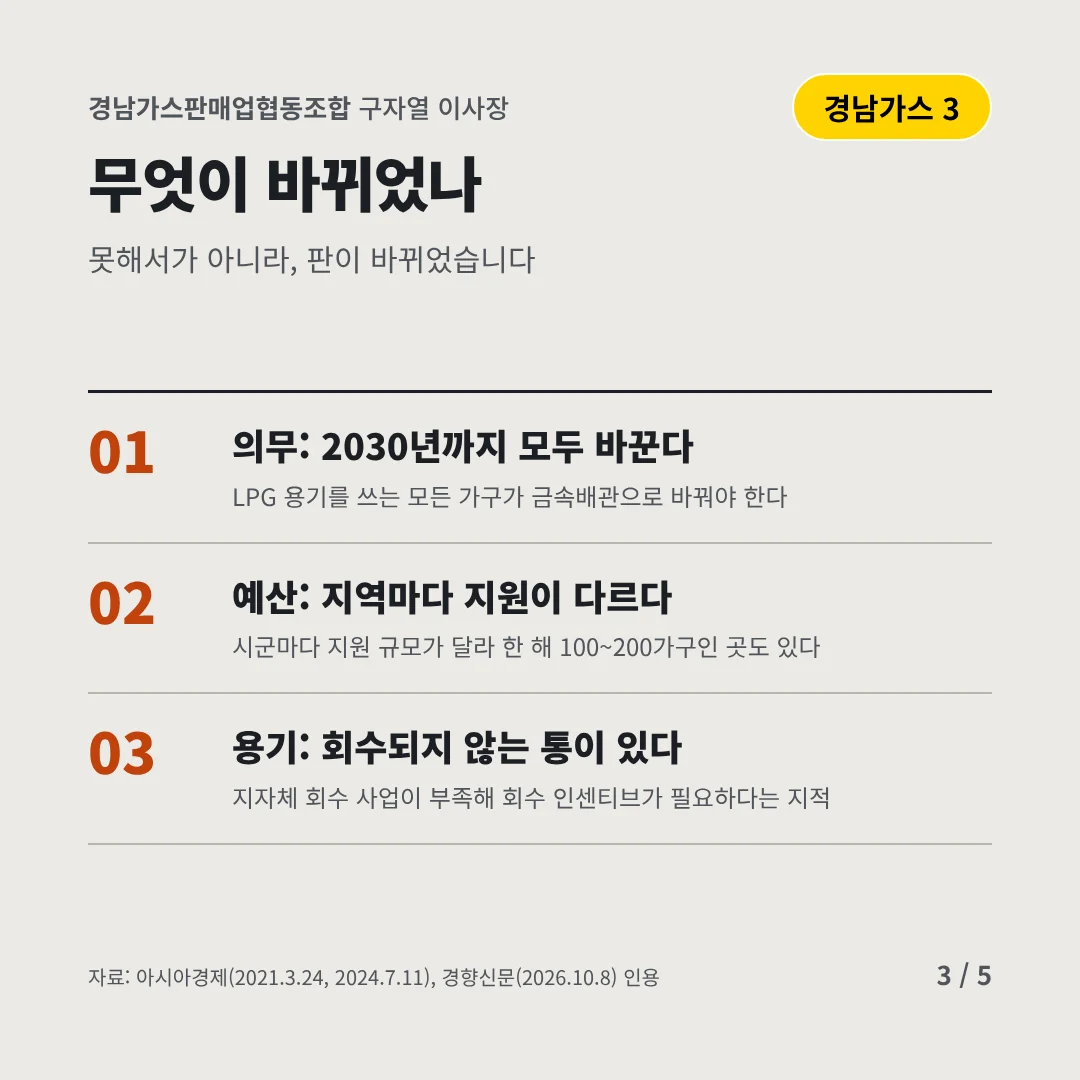 경남가스판매업협동조합 구자열 이사장
경남가스 3
무엇이 바뀌었나
못해서가 아니라, 판이 바뀌었습니다
01
의무: 2030년까지 모두 바꾼다
LPG 용기를 쓰는 모든 가구가 금속배관으로 바꿔야 한다
02
예산: 지역마다 지원이 다르다
시군마다 지원 규모가 달라 한 해 100~200가구인 곳도 있다
03
용기: 회수되지 않는 통이 있다
지자체 회수 사업이 부족해 회수 인센티브가 필요하다는 지적
자료: 아시아경제(2021.3.24, 2024.7.11), 경향신문(2026.10.8) 인용
3 / 5